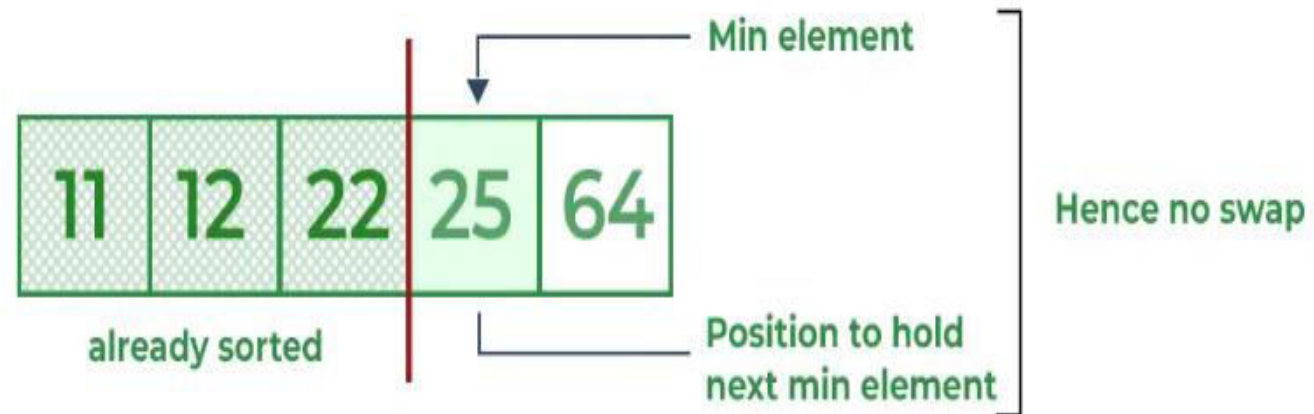 Min element
11 12 22 25 64
Hence no swap
already sorted
Position to hold
next min element